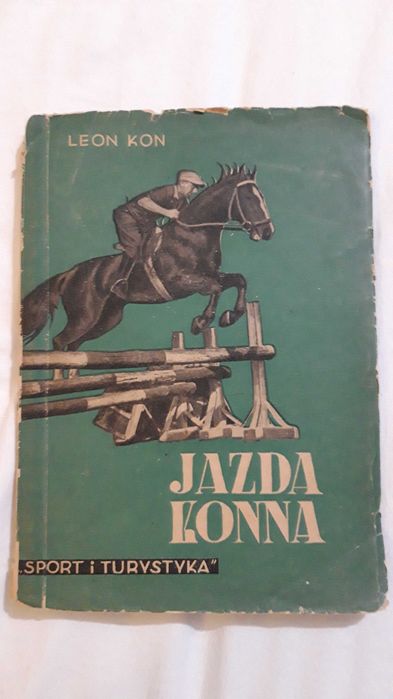 LEON KON
JAZDA
KONNA
„SPORT i TURYSTYKA"